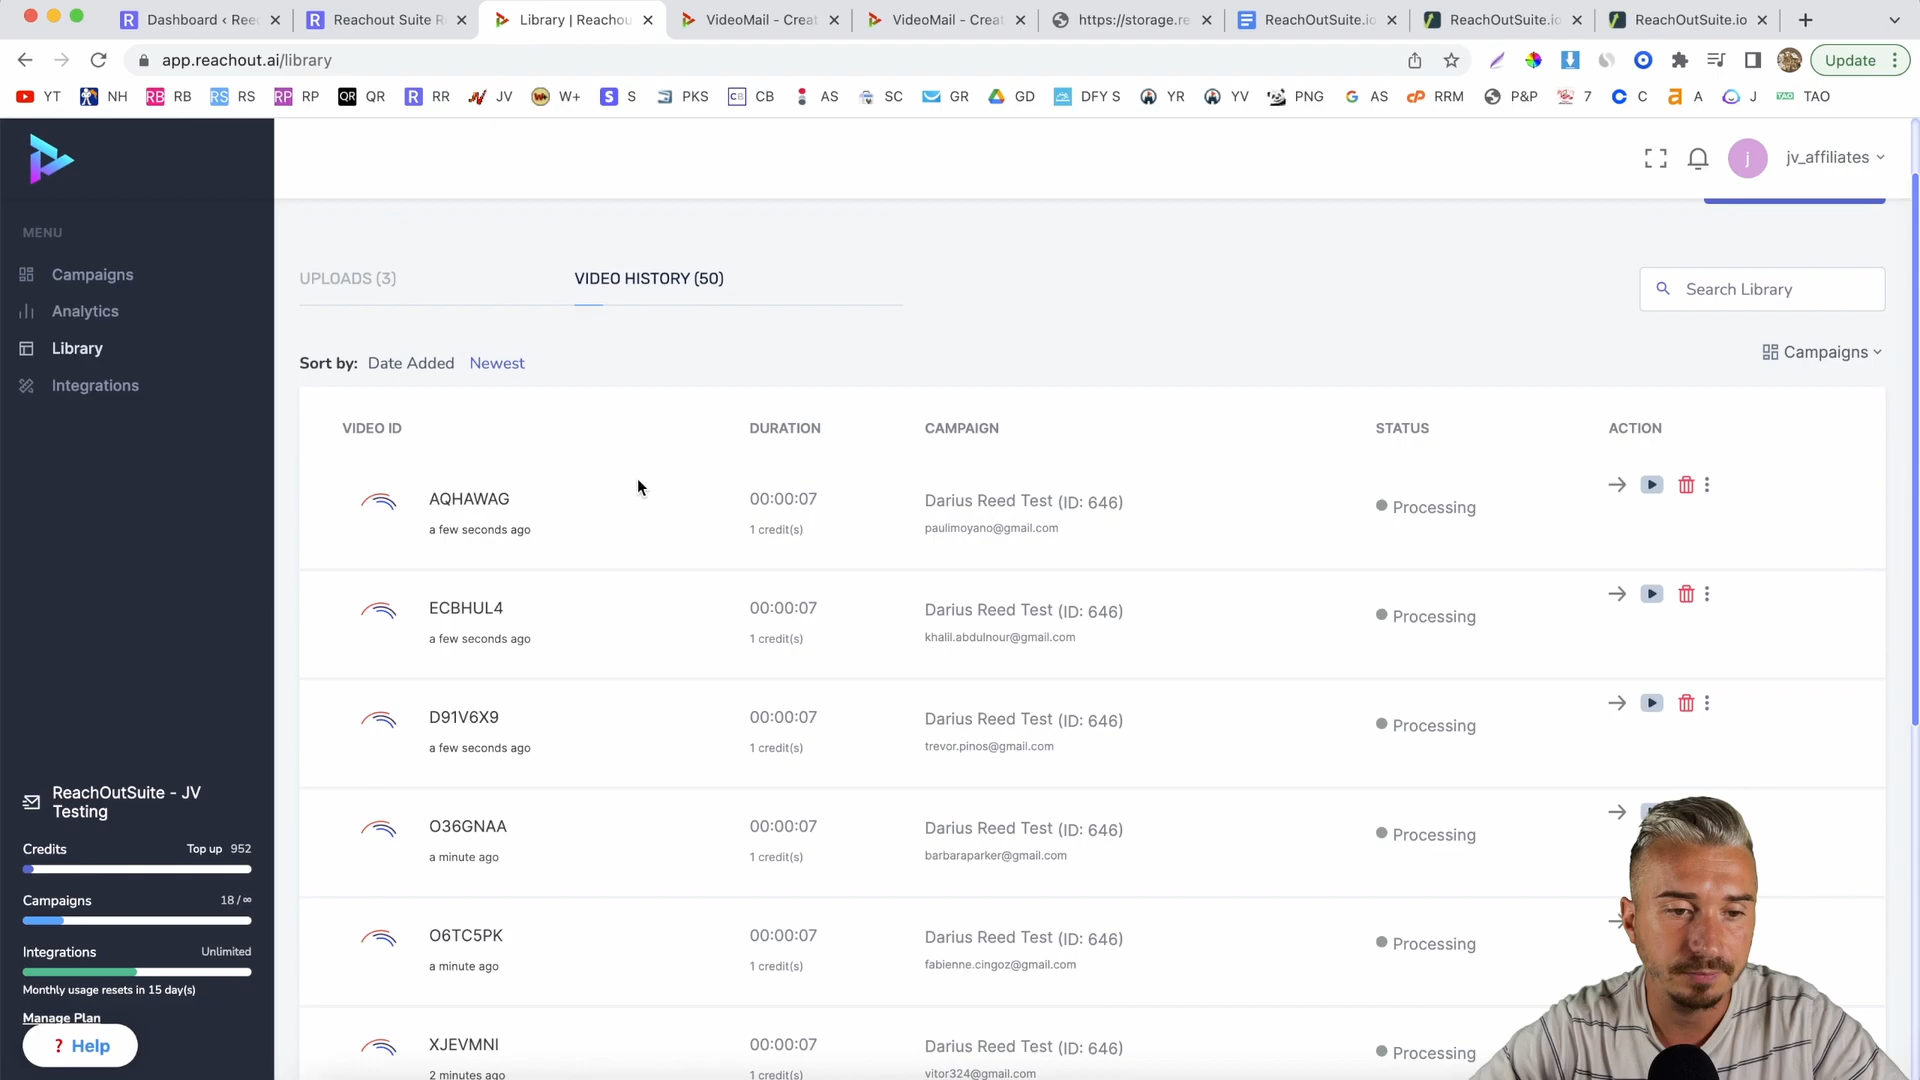 Dashboard ‹ Ree
Reachout Suite R
Library | Reachou
VideoMail - Creat
VideoMail - Creat
https://storage.re
ReachOutSuite.io
ReachOutSuite.io
ReachOutSuite.io
app.reachout.ai/library
Update
YT NH RB RS RP QR RR JV W+ S PKS CB AS SC GR GD DFY S YR YV PNG AS RRM P&P 7 C A J TAO
jv_affiliates
MENU
Campaigns
Analytics
Library
Integrations
UPLOADS (3)
VIDEO HISTORY (50)
Search Library
Sort by: Date Added Newest
Campaigns
VIDEO ID DURATION CAMPAIGN STATUS ACTION
AQHAWAG 00:00:07 Darius Reed Test (ID: 646) Processing
a few seconds ago 1 credit(s) paulimoyano@gmail.com
ECBHUL4 00:00:07 Darius Reed Test (ID: 646) Processing
a few seconds ago 1 credit(s) khalil.abdulnour@gmail.com
D91V6X9 00:00:07 Darius Reed Test (ID: 646) Processing
a few seconds ago 1 credit(s) trevor.pinos@gmail.com
O36GNAA 00:00:07 Darius Reed Test (ID: 646) Processing
a minute ago 1 credit(s) barbaraparker@gmail.com
O6TC5PK 00:00:07 Darius Reed Test (ID: 646) Processing
a minute ago 1 credit(s) fabienne.cingoz@gmail.com
XJEVMNI 00:00:07 Darius Reed Test (ID: 646) Processing
2 minutes ago 1 credit(s) vitor324@gmail.com
ReachOutSuite - JV
Testing
Credits Top up 952
Campaigns 18 / ∞
Integrations Unlimited
Monthly usage resets in 15 day(s)
Manage Plan
? Help